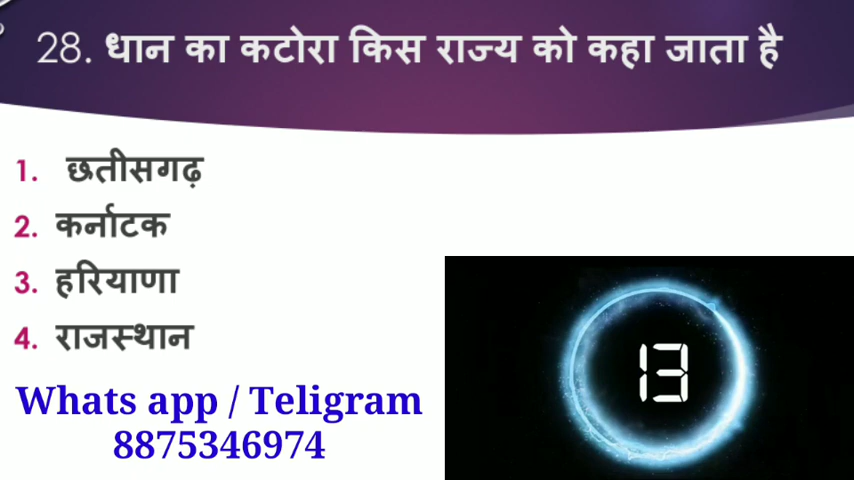 28. धान का कटोरा किस राज्य को कहा जाता है
1. छतीसगढ़
2. कर्नाटक
3. हरियाणा
4. राजस्थान
Whats app / Teligram
8875346974
13